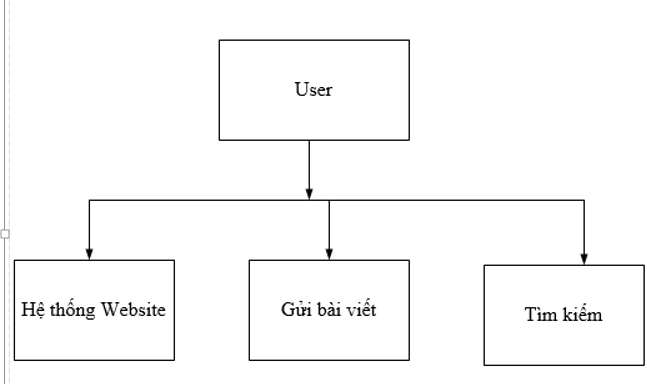 User
Hệ thống Website
Gửi bài viết
Tìm kiếm